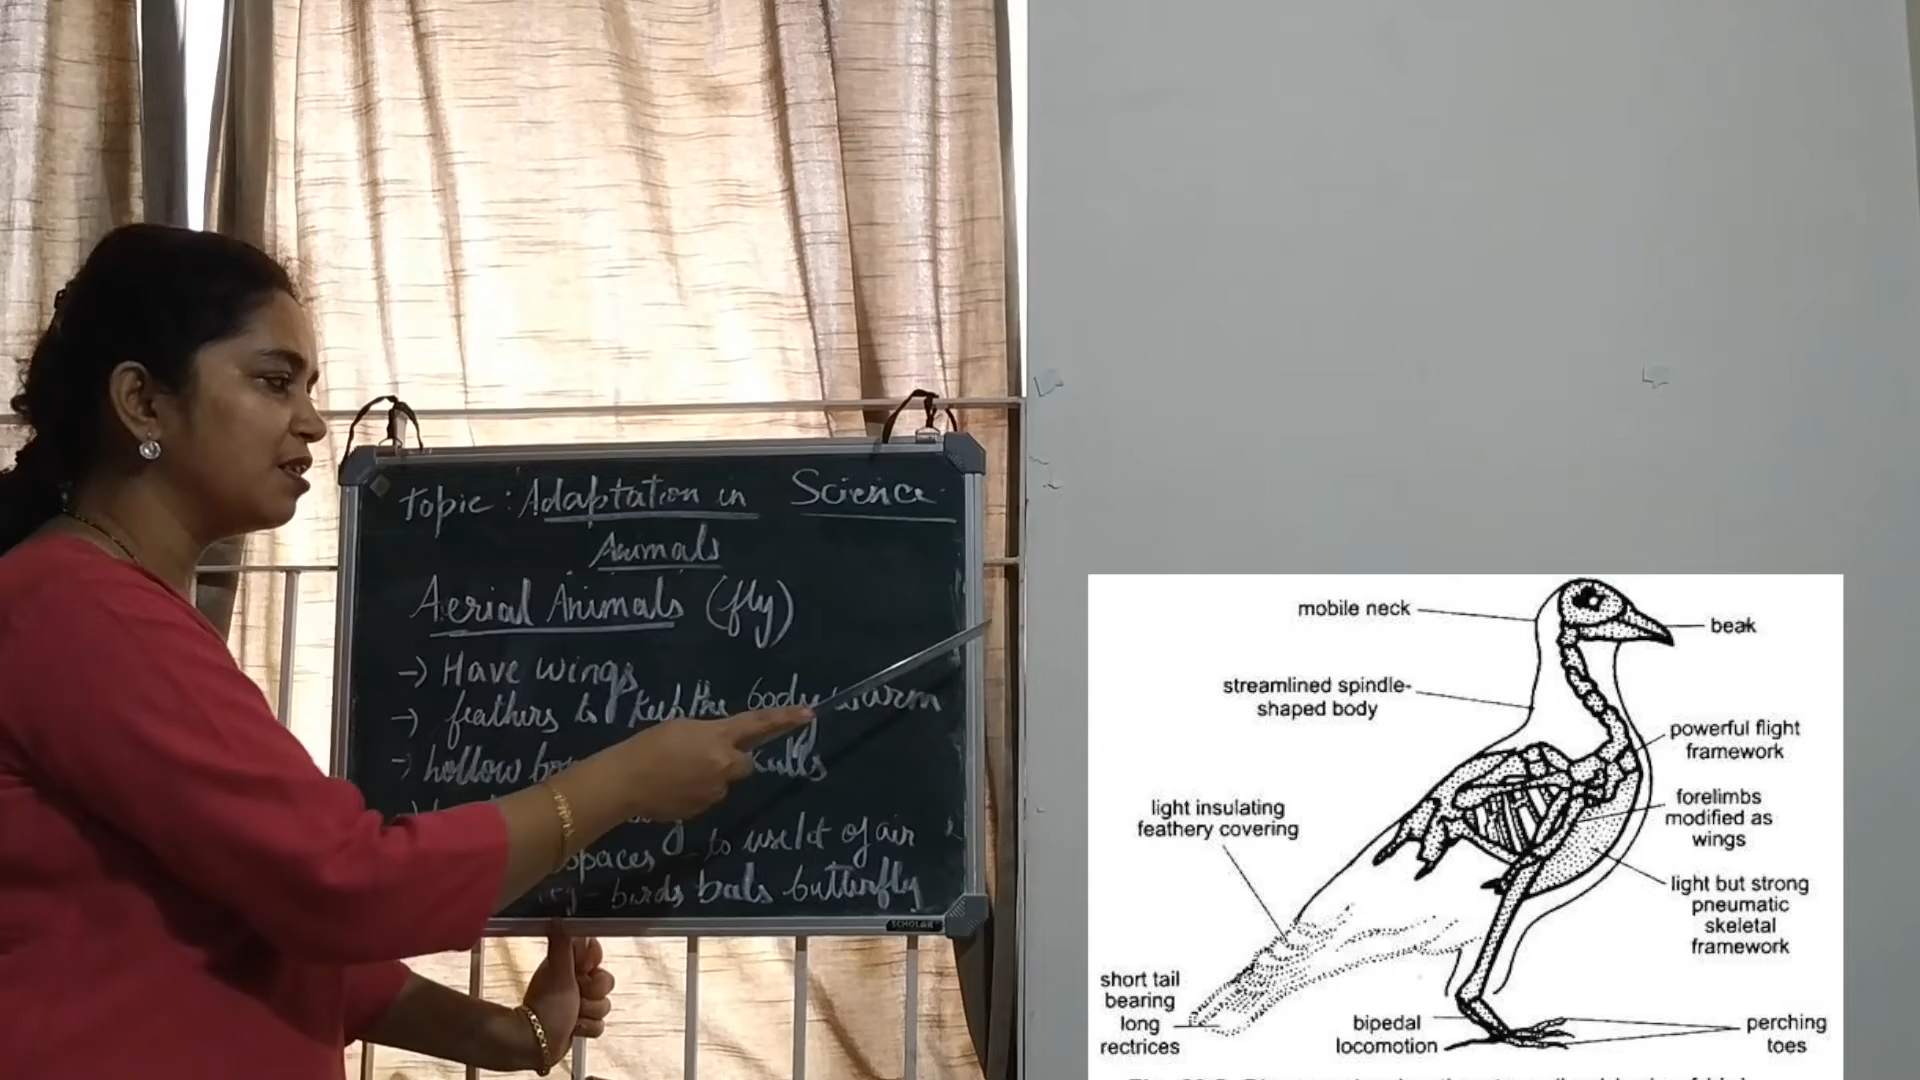 Topic : Adaptation in Science
Animals
Aerial Animals (fly)
→ Have wings
→ feathers to keep the body warm
→ hollow
spaces - to use/t of air
eg - birds bats butterfly
SCHOLAR
mobile neck
beak
streamlined spindle-
shaped body
powerful flight
framework
light insulating
feathery covering
forelimbs
modified as
wings
light but strong
pneumatic
skeletal
framework
short tail
bearing
long
rectrices
bipedal
locomotion
perching
toes